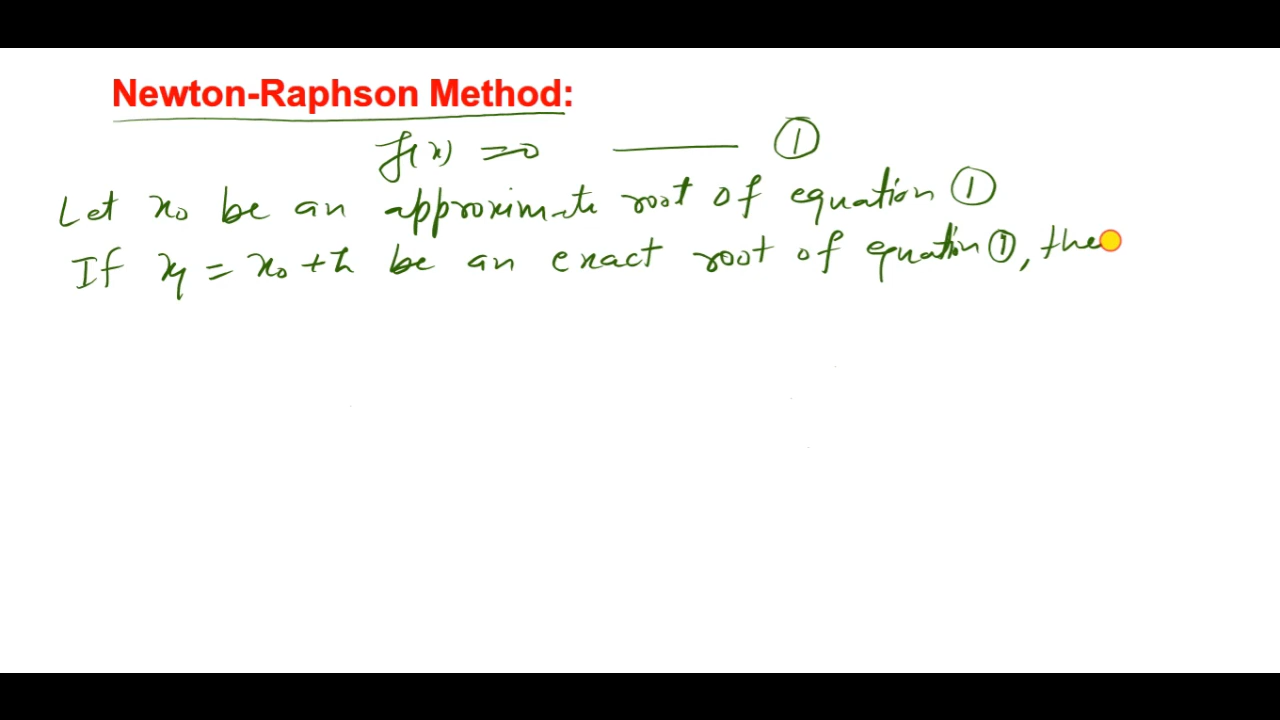 Newton-Raphson Method:
f(x) = 0 —— ①
Let x₀ be an approximate root of equation ①
If x₁ = x₀ + h be an exact root of equation ①, the